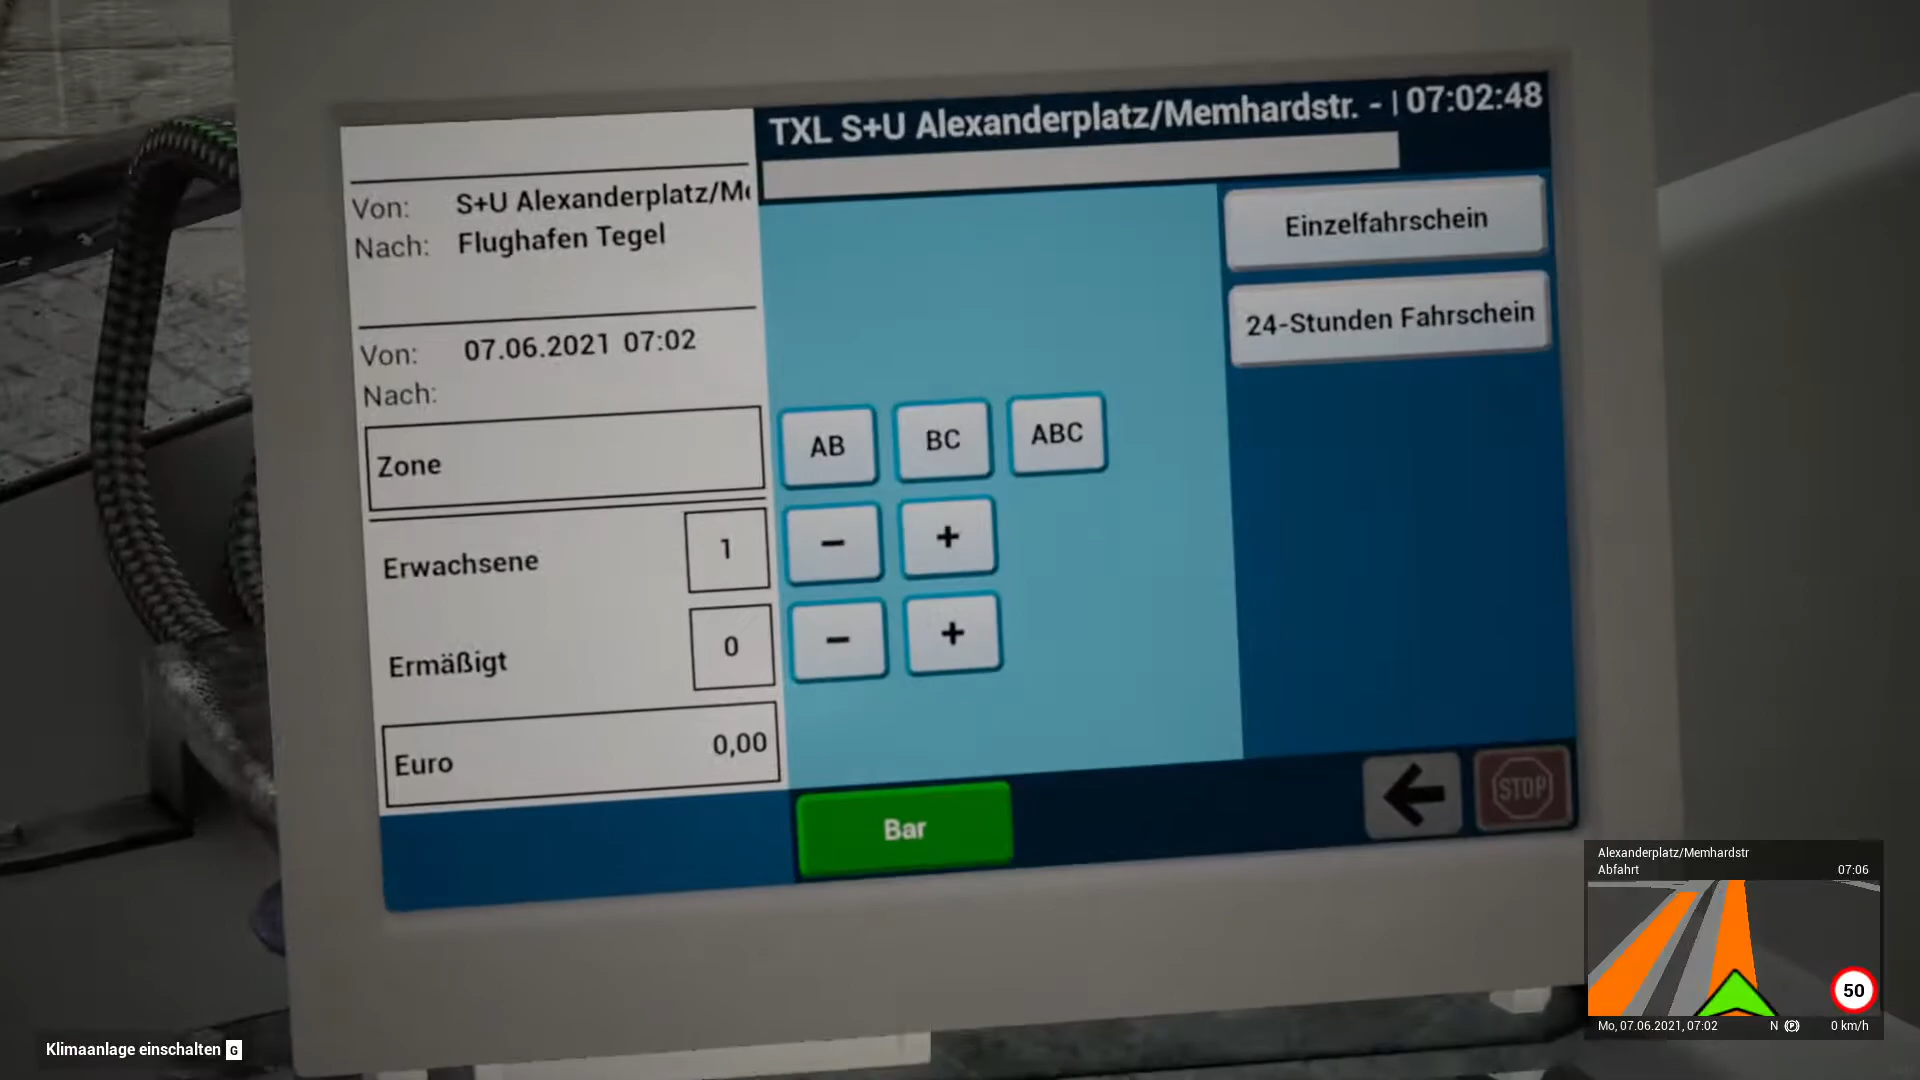 TXL S+U Alexanderplatz/Memhardstr. - | 07:02:48
Von: S+U Alexanderplatz/Me
Nach: Flughafen Tegel
Von: 07.06.2021 07:02
Nach:
Zone
AB BC ABC
Erwachsene 1 - +
Ermäßigt 0 - +
Euro 0,00
Einzelfahrschein
24-Stunden Fahrschein
Bar
STOP
Alexanderplatz/Memhardstr
Abfahrt 07:06
50
Mo, 07.06.2021, 07:02 N (P) 0 km/h
Klimaanlage einschalten G